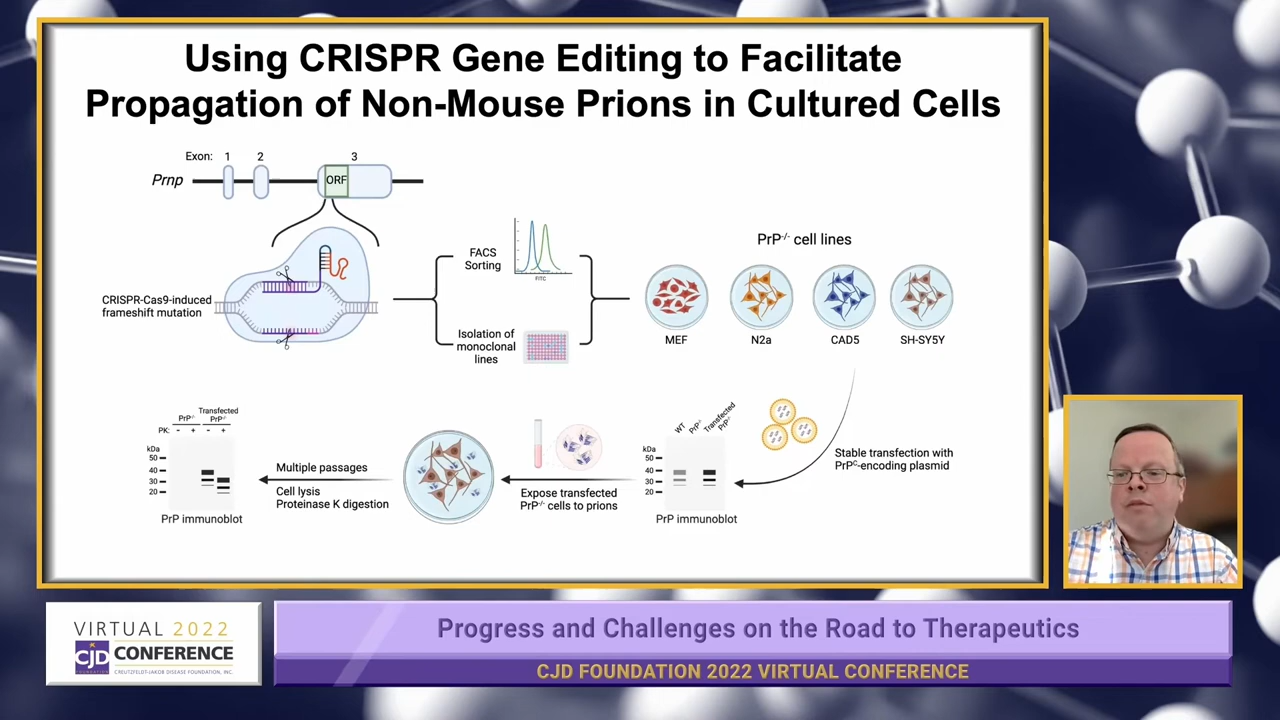 Using CRISPR Gene Editing to Facilitate
Propagation of Non-Mouse Prions in Cultured Cells
Exon: 1 2 3
Prnp
ORF
CRISPR-Cas9-induced
frameshift mutation
FACS
Sorting
FITC
Isolation of
monoclonal
lines
PrP-/- cell lines
MEF
N2a
CAD5
SH-SY5Y
Stable transfection with
PrPC-encoding plasmid
WT
PrP-/-
Transfected
PrP-/-
kDa
50
40
30
20
PrP immunoblot
Expose transfected
PrP-/- cells to prions
Multiple passages
Cell lysis
Proteinase K digestion
PrP-/-
Transfected
PrP-/-
PK: - + - +
kDa
50
40
30
20
PrP immunoblot
VIRTUAL 2022
CJD CONFERENCE
FOUNDATION
CREUTZFELDT-JAKOB DISEASE FOUNDATION, INC.
Progress and Challenges on the Road to Therapeutics
CJD FOUNDATION 2022 VIRTUAL CONFERENCE